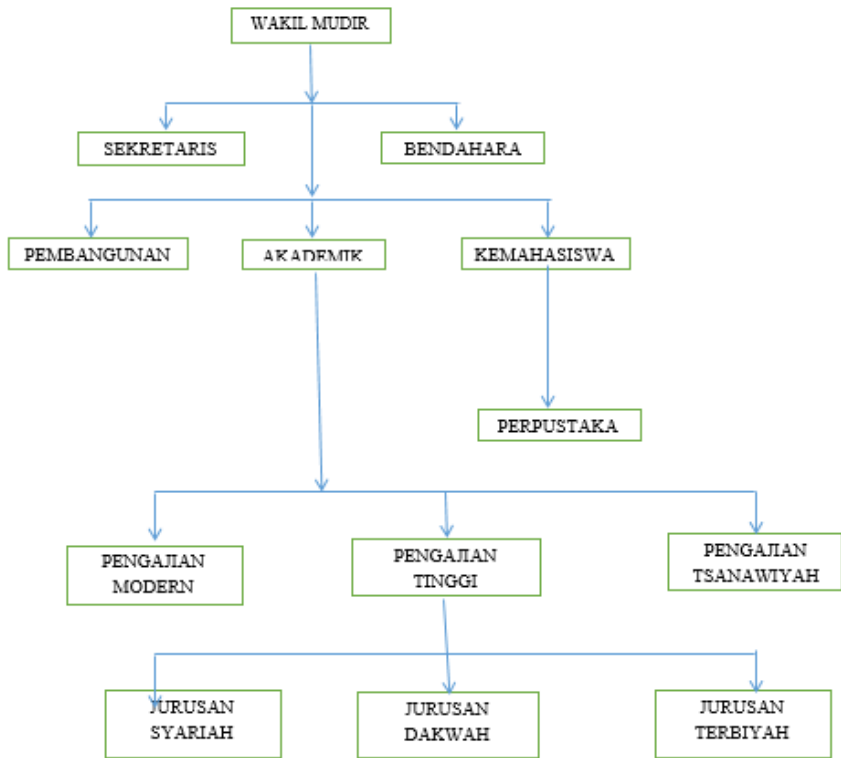 WAKIL MUDIR
SEKRETARIS
BENDAHARA
PEMBANGUNAN
AKADEMIK
KEMAHASISWA
PERPUSTAKA
PENGAJIAN
MODERN
PENGAJIAN
TINGGI
PENGAJIAN
TSANAWIYAH
JURUSAN
SYARIAH
JURUSAN
DAKWAH
JURUSAN
TERBIYAH